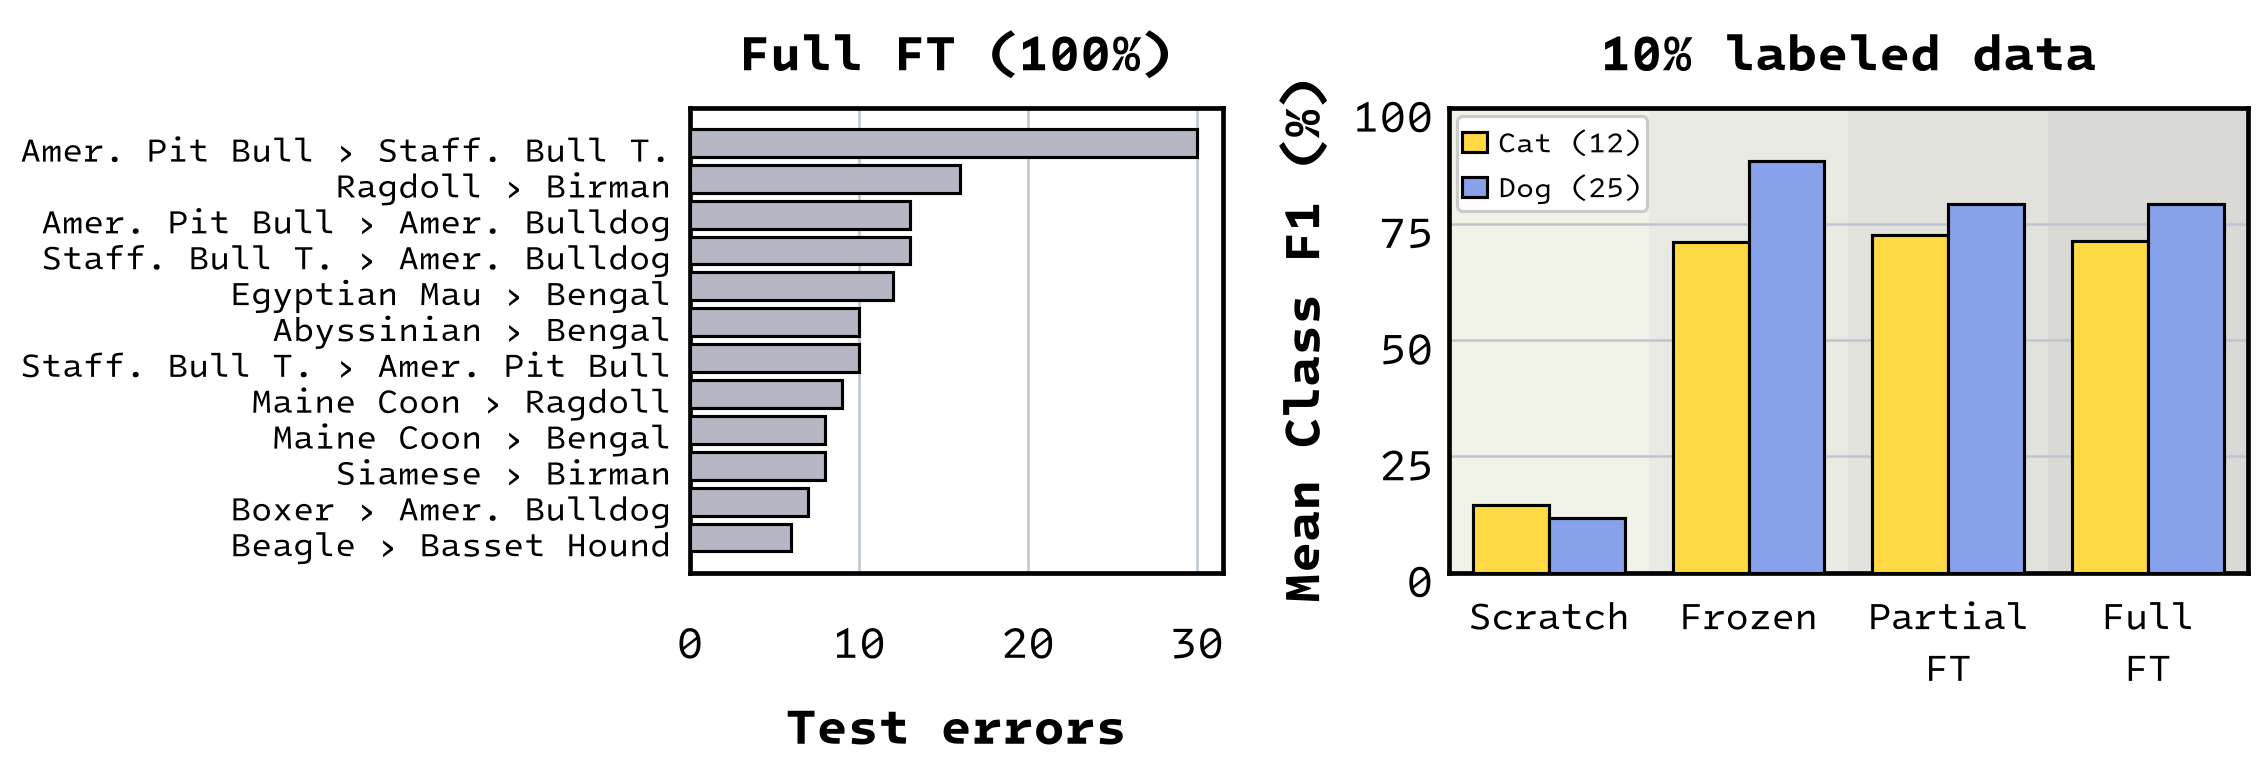 Full FT (100%)
Amer. Pit Bull › Staff. Bull T.
Ragdoll › Birman
Amer. Pit Bull › Amer. Bulldog
Staff. Bull T. › Amer. Bulldog
Egyptian Mau › Bengal
Abyssinian › Bengal
Staff. Bull T. › Amer. Pit Bull
Maine Coon › Ragdoll
Maine Coon › Bengal
Siamese › Birman
Boxer › Amer. Bulldog
Beagle › Basset Hound
0 10 20 30
Test errors
10% labeled data
Mean Class F1 (%)
100
75
50
25
0
Cat (12)
Dog (25)
Scratch Frozen Partial FT Full FT